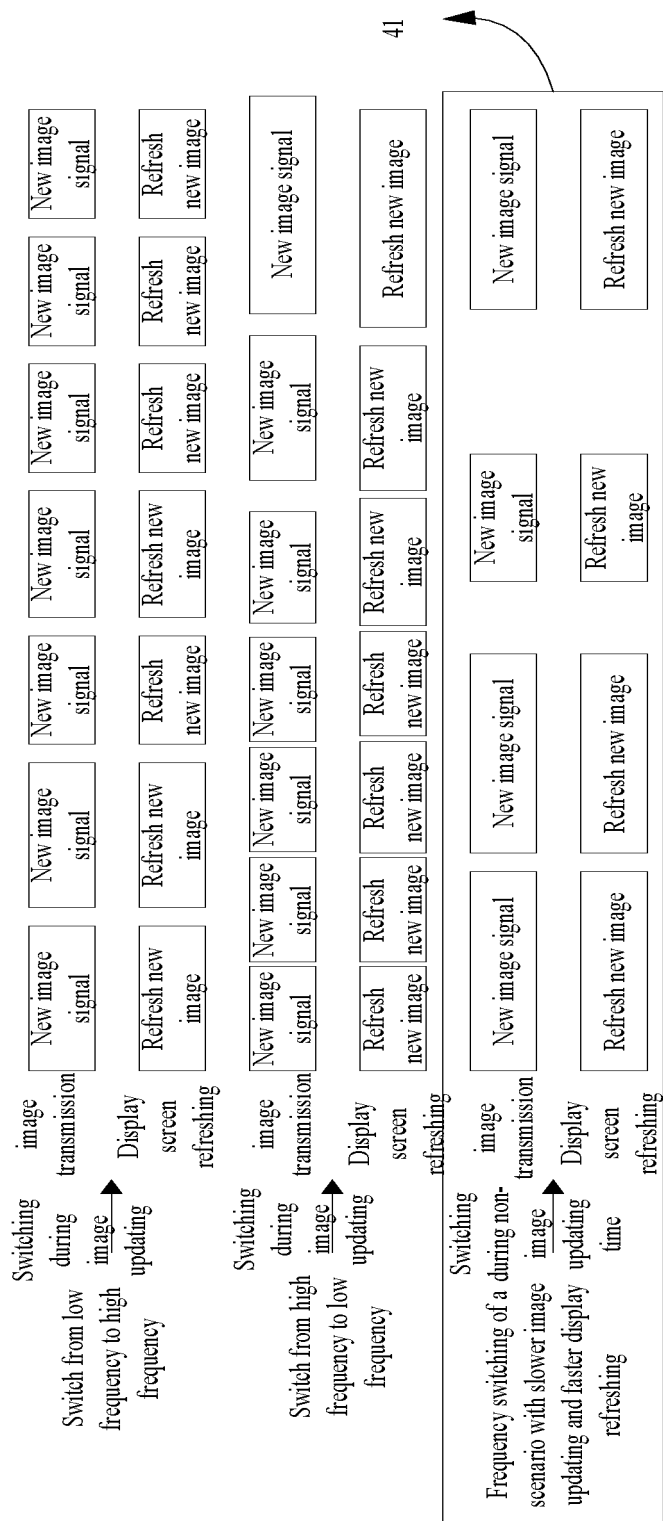 Switch from low
frequency to high
frequency
Switching
during
image
updating
image
transmission
New image
signal
New image
signal
New image
signal
New image
signal
New image
signal
New image
signal
New image
signal
Display
screen
refreshing
Refresh new
image
Refresh new
image
Refresh
new image
Refresh new
image
Refresh
new image
Refresh
new image
Refresh
new image
Switch from high
frequency to low
frequency
Switching
during
image
updating
image
transmission
New image
signal
New image
signal
New image
signal
New image
signal
New image
signal
New image
signal
New image signal
Display
screen
refreshing
Refresh
new image
Refresh
new image
Refresh
new image
Refresh
new image
Refresh new
image
Refresh new
image
Refresh new image
41
Frequency switching of a
scenario with slower image
updating and faster display
refreshing
Switching
during non-
image
updating
time
image
transmission
New image signal
New image signal
New image
signal
New image signal
Display
screen
refreshing
Refresh new image
Refresh new image
Refresh new
image
Refresh new image